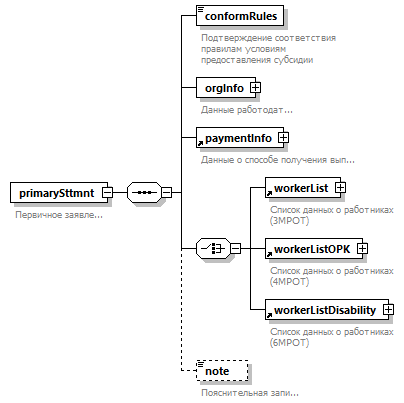 conformRules
Подтверждение соответствия
правилам условиям
предоставления субсидии
orgInfo
Данные работодат...
paymentInfo
Данные о способе получения вып...
primarySttmnt
Первичное заявле...
workerList
Список данных о работниках
(3МРОТ)
workerListOPK
Список данных о работниках
(4МРОТ)
workerListDisability
Список данных о работниках
(6МРОТ)
note
Пояснительная запи...